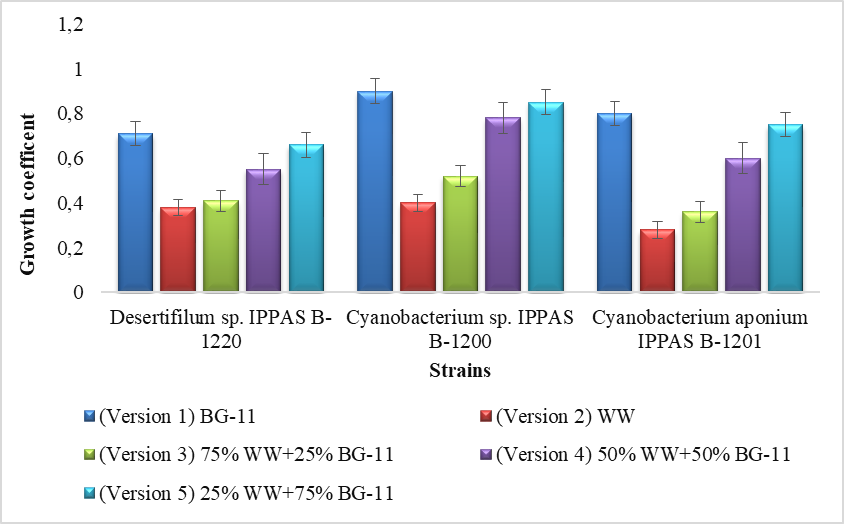 1,2
1
0,8
0,6
0,4
0,2
0
Growth coefficent
Desertifilum sp. IPPAS B-
1220
Cyanobacterium sp. IPPAS
B-1200
Cyanobacterium aponium
IPPAS B-1201
Strains
(Version 1) BG-11
(Version 2) WW
(Version 3) 75% WW+25% BG-11
(Version 4) 50% WW+50% BG-11
(Version 5) 25% WW+75% BG-11